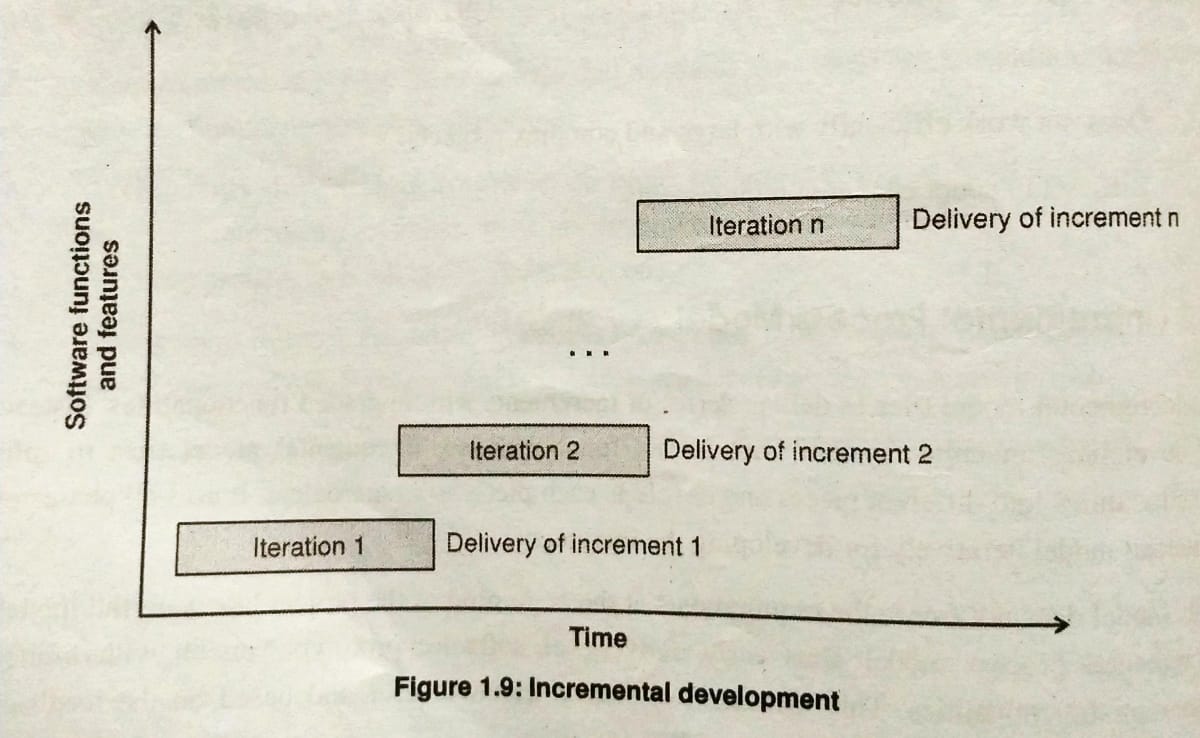 Software functions
and features
Iteration n
Delivery of increment n
...
Iteration 2
Delivery of increment 2
Iteration 1
Delivery of increment 1
Time
Figure 1.9: Incremental development